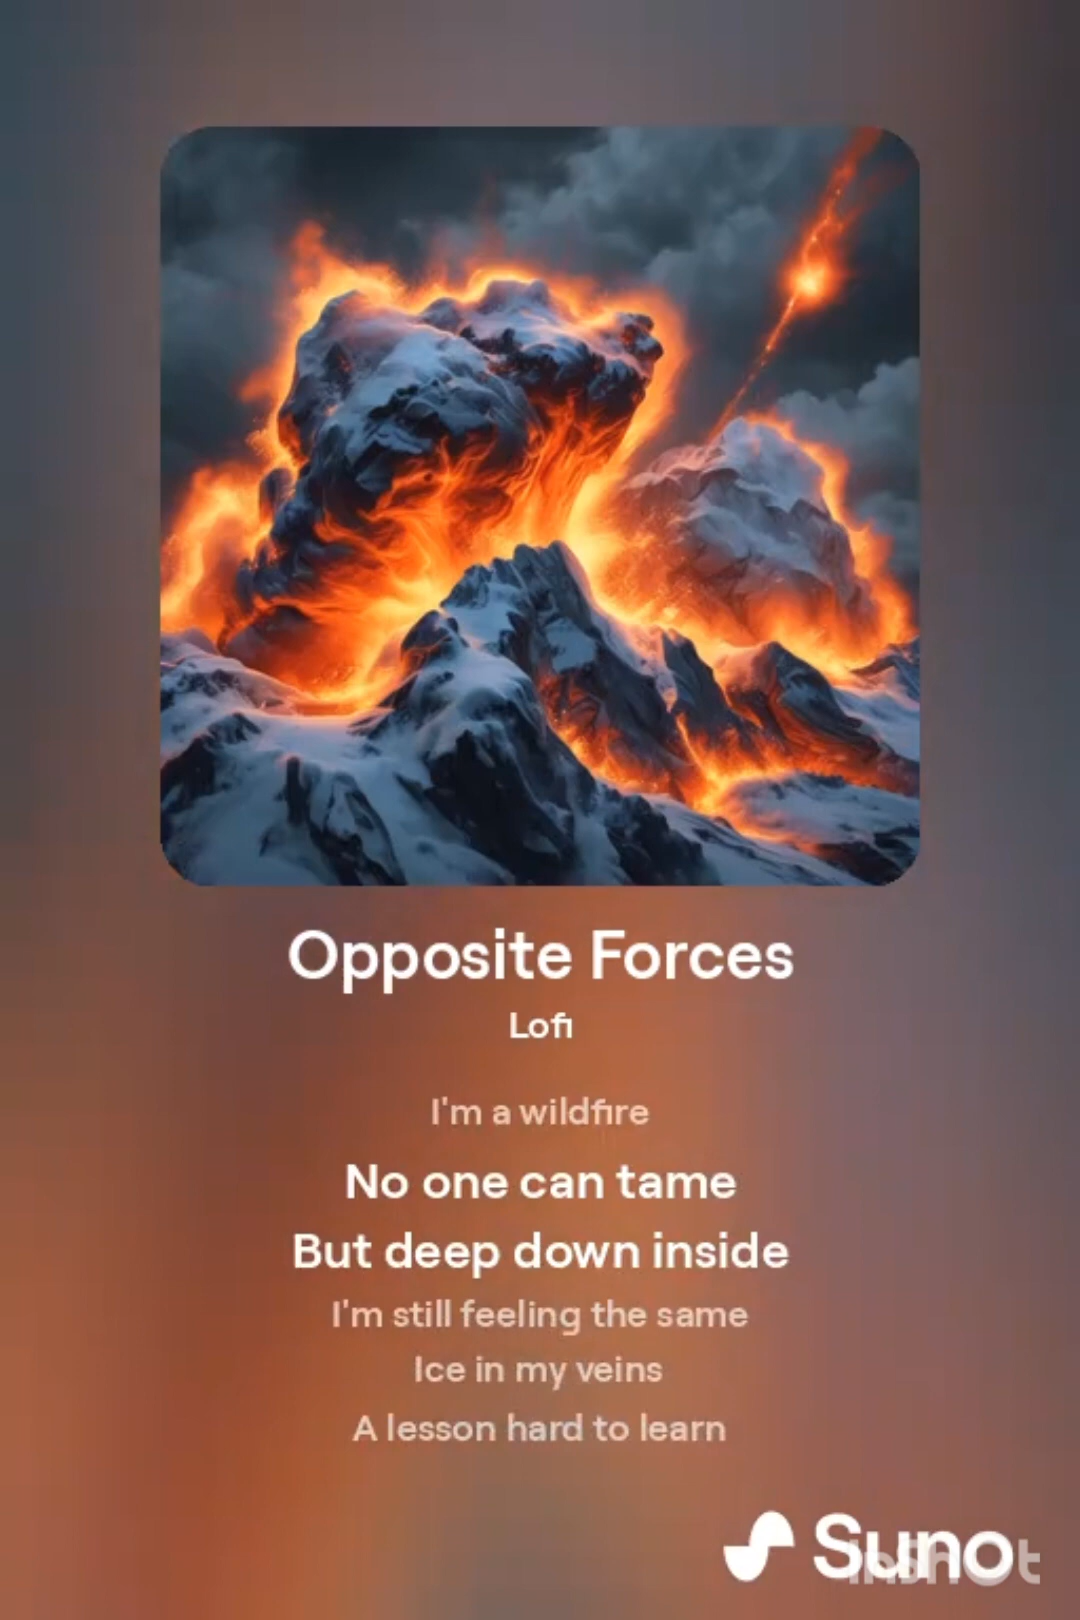 Opposite Forces
Lofi
I'm a wildfire
No one can tame
But deep down inside
I'm still feeling the same
Ice in my veins
A lesson hard to learn
Suno
InShot